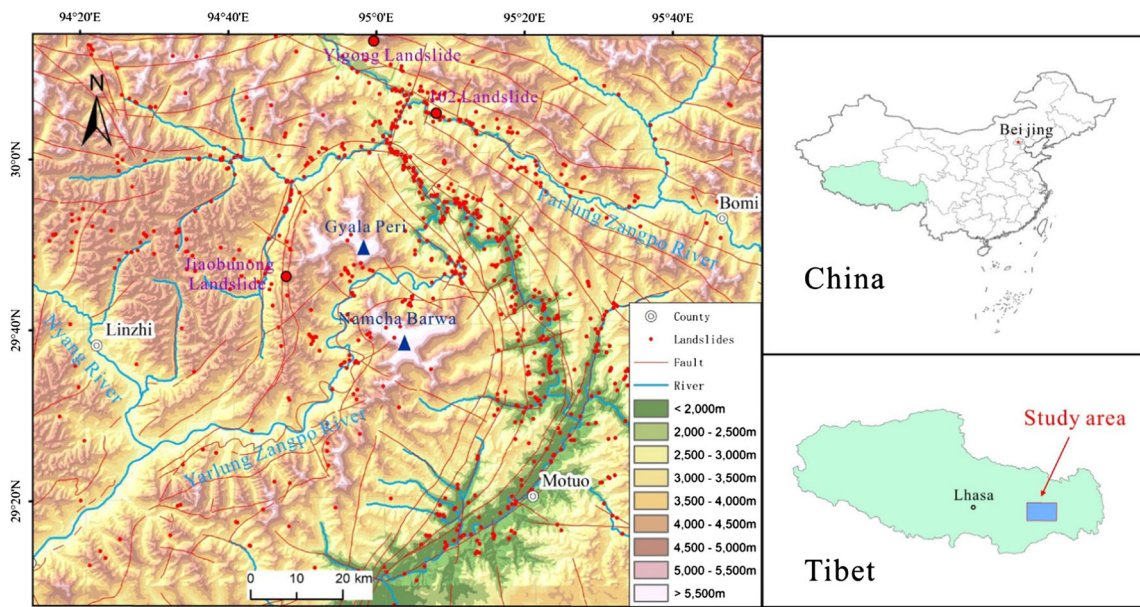 94°20'E
94°40'E
95°0'E
95°20'E
95°40'E
30°0'N
29°40'N
29°20'N
N
Yigong Landslide
102 Landslide
Parlung Zangpo River
Bomi
Gyala Peri
Jiaobunong
Landslide
Namcha Barwa
Linzhi
Nyang River
Yarlung Zangpo River
Motuo
0 10 20 km
County
Landslides
Fault
River
< 2,000m
2,000 - 2,500m
2,500 - 3,000m
3,000 - 3,500m
3,500 - 4,000m
4,000 - 4,500m
4,500 - 5,000m
5,000 - 5,500m
> 5,500m
Beijing
China
Study area
Lhasa
Tibet